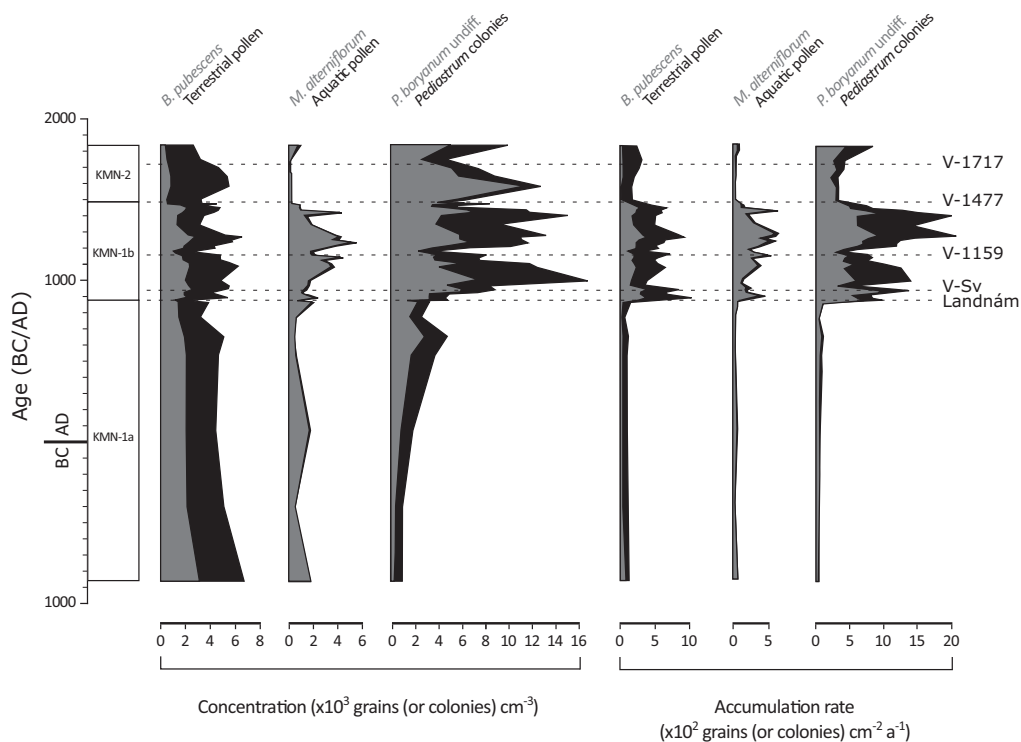 B. pubescens
Terrestrial pollen
M. alterniflorum
Aquatic pollen
P. boryanum undiff.
Pediastrum colonies
B. pubescens
Terrestrial pollen
M. alterniflorum
Aquatic pollen
P. boryanum undiff.
Pediastrum colonies
2000
V-1717
KMN-2
V-1477
KMN-1b
V-1159
1000
V-Sv
Landnám
Age (BC/AD)
BC AD
KMN-1a
1000
0 2 4 6 8
0 2 4 6
0 2 4 6 8 10 12 14 16
0 5 10
0 5
0 5 10 15 20
Concentration (x10³ grains (or colonies) cm⁻³)
Accumulation rate
(x10² grains (or colonies) cm⁻² a⁻¹)